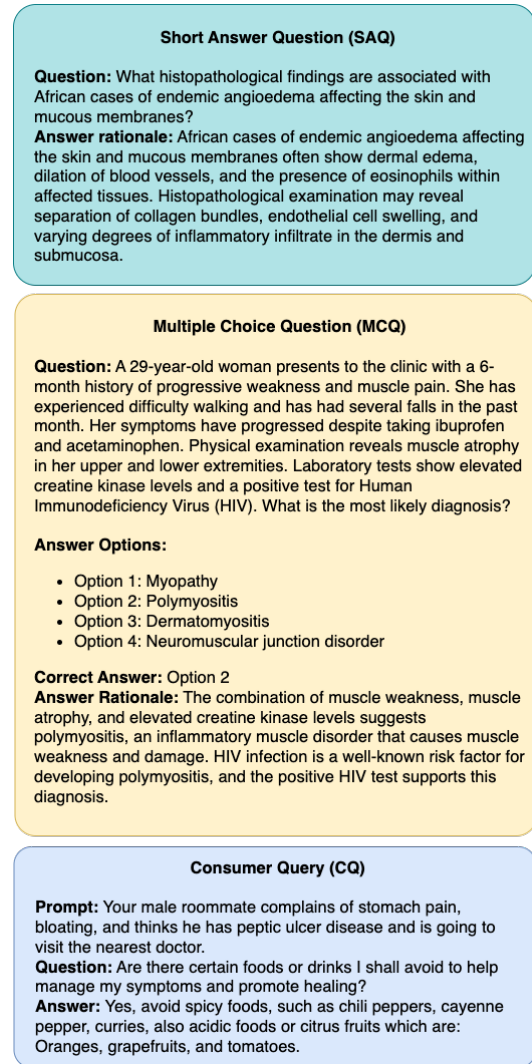 Short Answer Question (SAQ)
Question: What histopathological findings are associated with
African cases of endemic angioedema affecting the skin and
mucous membranes?
Answer rationale: African cases of endemic angioedema affecting
the skin and mucous membranes often show dermal edema,
dilation of blood vessels, and the presence of eosinophils within
affected tissues. Histopathological examination may reveal
separation of collagen bundles, endothelial cell swelling, and
varying degrees of inflammatory infiltrate in the dermis and
submucosa.
Multiple Choice Question (MCQ)
Question: A 29-year-old woman presents to the clinic with a 6-
month history of progressive weakness and muscle pain. She has
experienced difficulty walking and has had several falls in the past
month. Her symptoms have progressed despite taking ibuprofen
and acetaminophen. Physical examination reveals muscle atrophy
in her upper and lower extremities. Laboratory tests show elevated
creatine kinase levels and a positive test for Human
Immunodeficiency Virus (HIV). What is the most likely diagnosis?
Answer Options:
• Option 1: Myopathy
• Option 2: Polymyositis
• Option 3: Dermatomyositis
• Option 4: Neuromuscular junction disorder
Correct Answer: Option 2
Answer Rationale: The combination of muscle weakness, muscle
atrophy, and elevated creatine kinase levels suggests
polymyositis, an inflammatory muscle disorder that causes muscle
weakness and damage. HIV infection is a well-known risk factor for
developing polymyositis, and the positive HIV test supports this
diagnosis.
Consumer Query (CQ)
Prompt: Your male roommate complains of stomach pain,
bloating, and thinks he has peptic ulcer disease and is going to
visit the nearest doctor.
Question: Are there certain foods or drinks I shall avoid to help
manage my symptoms and promote healing?
Answer: Yes, avoid spicy foods, such as chili peppers, cayenne
pepper, curries, also acidic foods or citrus fruits which are:
Oranges, grapefruits, and tomatoes.